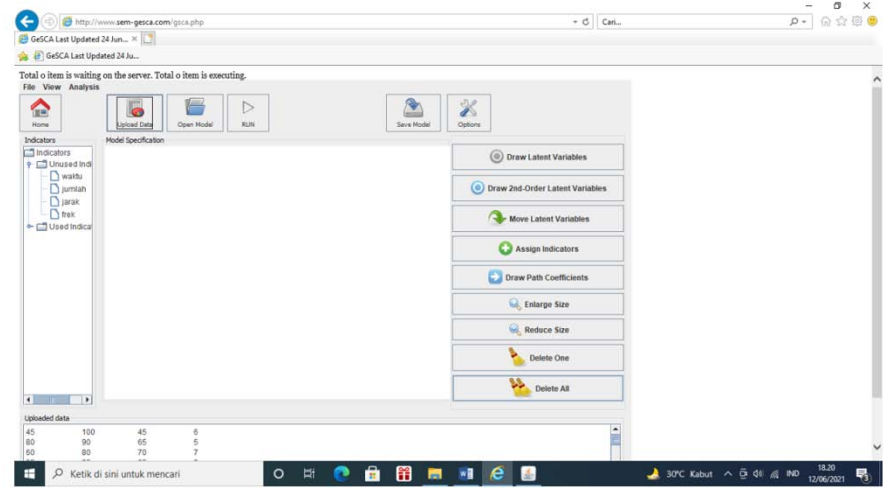 http://www.sem-gesca.com/gsca.php
Cari...
GeSCA Last Updated 24 Jun...
GeSCA Last Updated 24 Ju...
Total 0 item is waiting on the server. Total 0 item is executing.
File View Analysis
Home Upload Data Open Model RUN Save Model Options
Indicators Model Specification
Indicators
Unused Indi
waktu
jumlah
jarak
frek
Used Indica
Draw Latent Variables
Draw 2nd-Order Latent Variables
Move Latent Variables
Assign Indicators
Draw Path Coefficients
Enlarge Size
Reduce Size
Delete One
Delete All
Uploaded data
45 100 45 6
80 90 65 5
60 80 70 7
Ketik di sini untuk mencari
30°C Kabut IND 18.20
12/06/2021